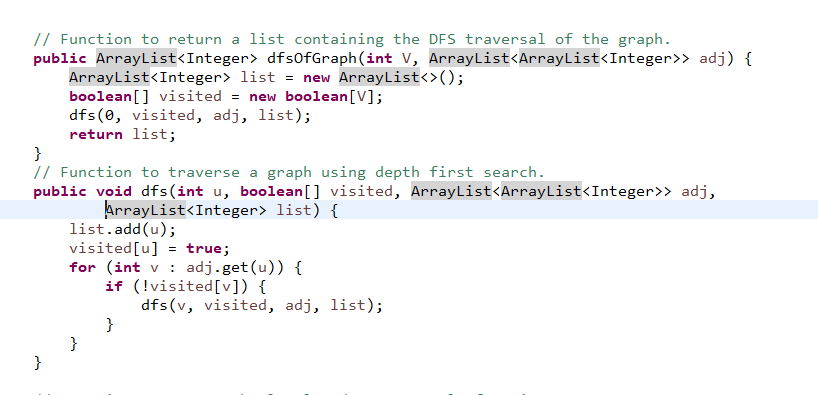 // Function to return a list containing the DFS traversal of the graph.
public ArrayList<Integer> dfsOfGraph(int V, ArrayList<ArrayList<Integer>> adj) {
ArrayList<Integer> list = new ArrayList<>();
boolean[] visited = new boolean[V];
dfs(0, visited, adj, list);
return list;
}
// Function to traverse a graph using depth first search.
public void dfs(int u, boolean[] visited, ArrayList<ArrayList<Integer>> adj,
ArrayList<Integer> list) {
list.add(u);
visited[u] = true;
for (int v : adj.get(u)) {
if (!visited[v]) {
dfs(v, visited, adj, list);
}
}
}